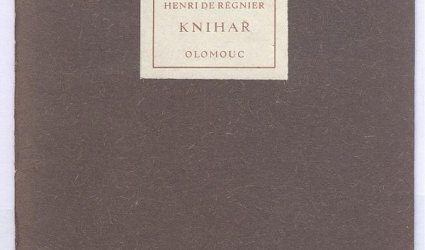 HENRI DE RÉGNIER
KNIHAŘ
OLOMOUC